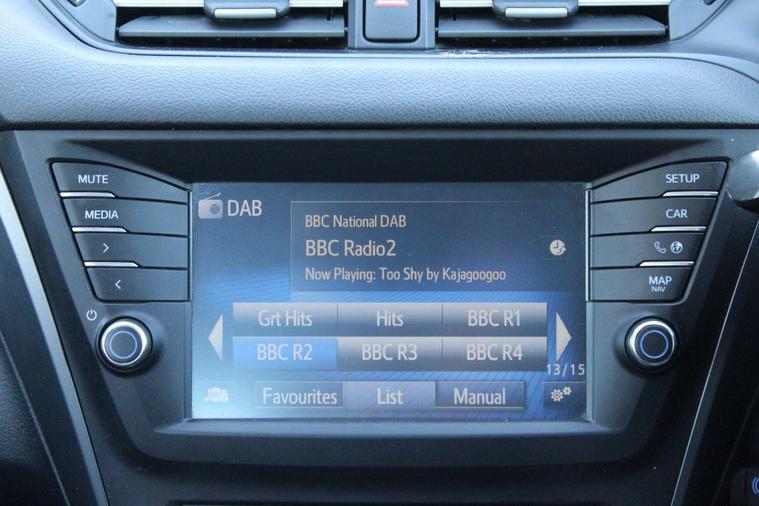 MUTE
MEDIA
SETUP
CAR
MAP
NAV
DAB
BBC National DAB
BBC Radio2
Now Playing: Too Shy by Kajagoogoo
Grt Hits Hits BBC R1
BBC R2 BBC R3 BBC R4
13/15
Favourites List Manual